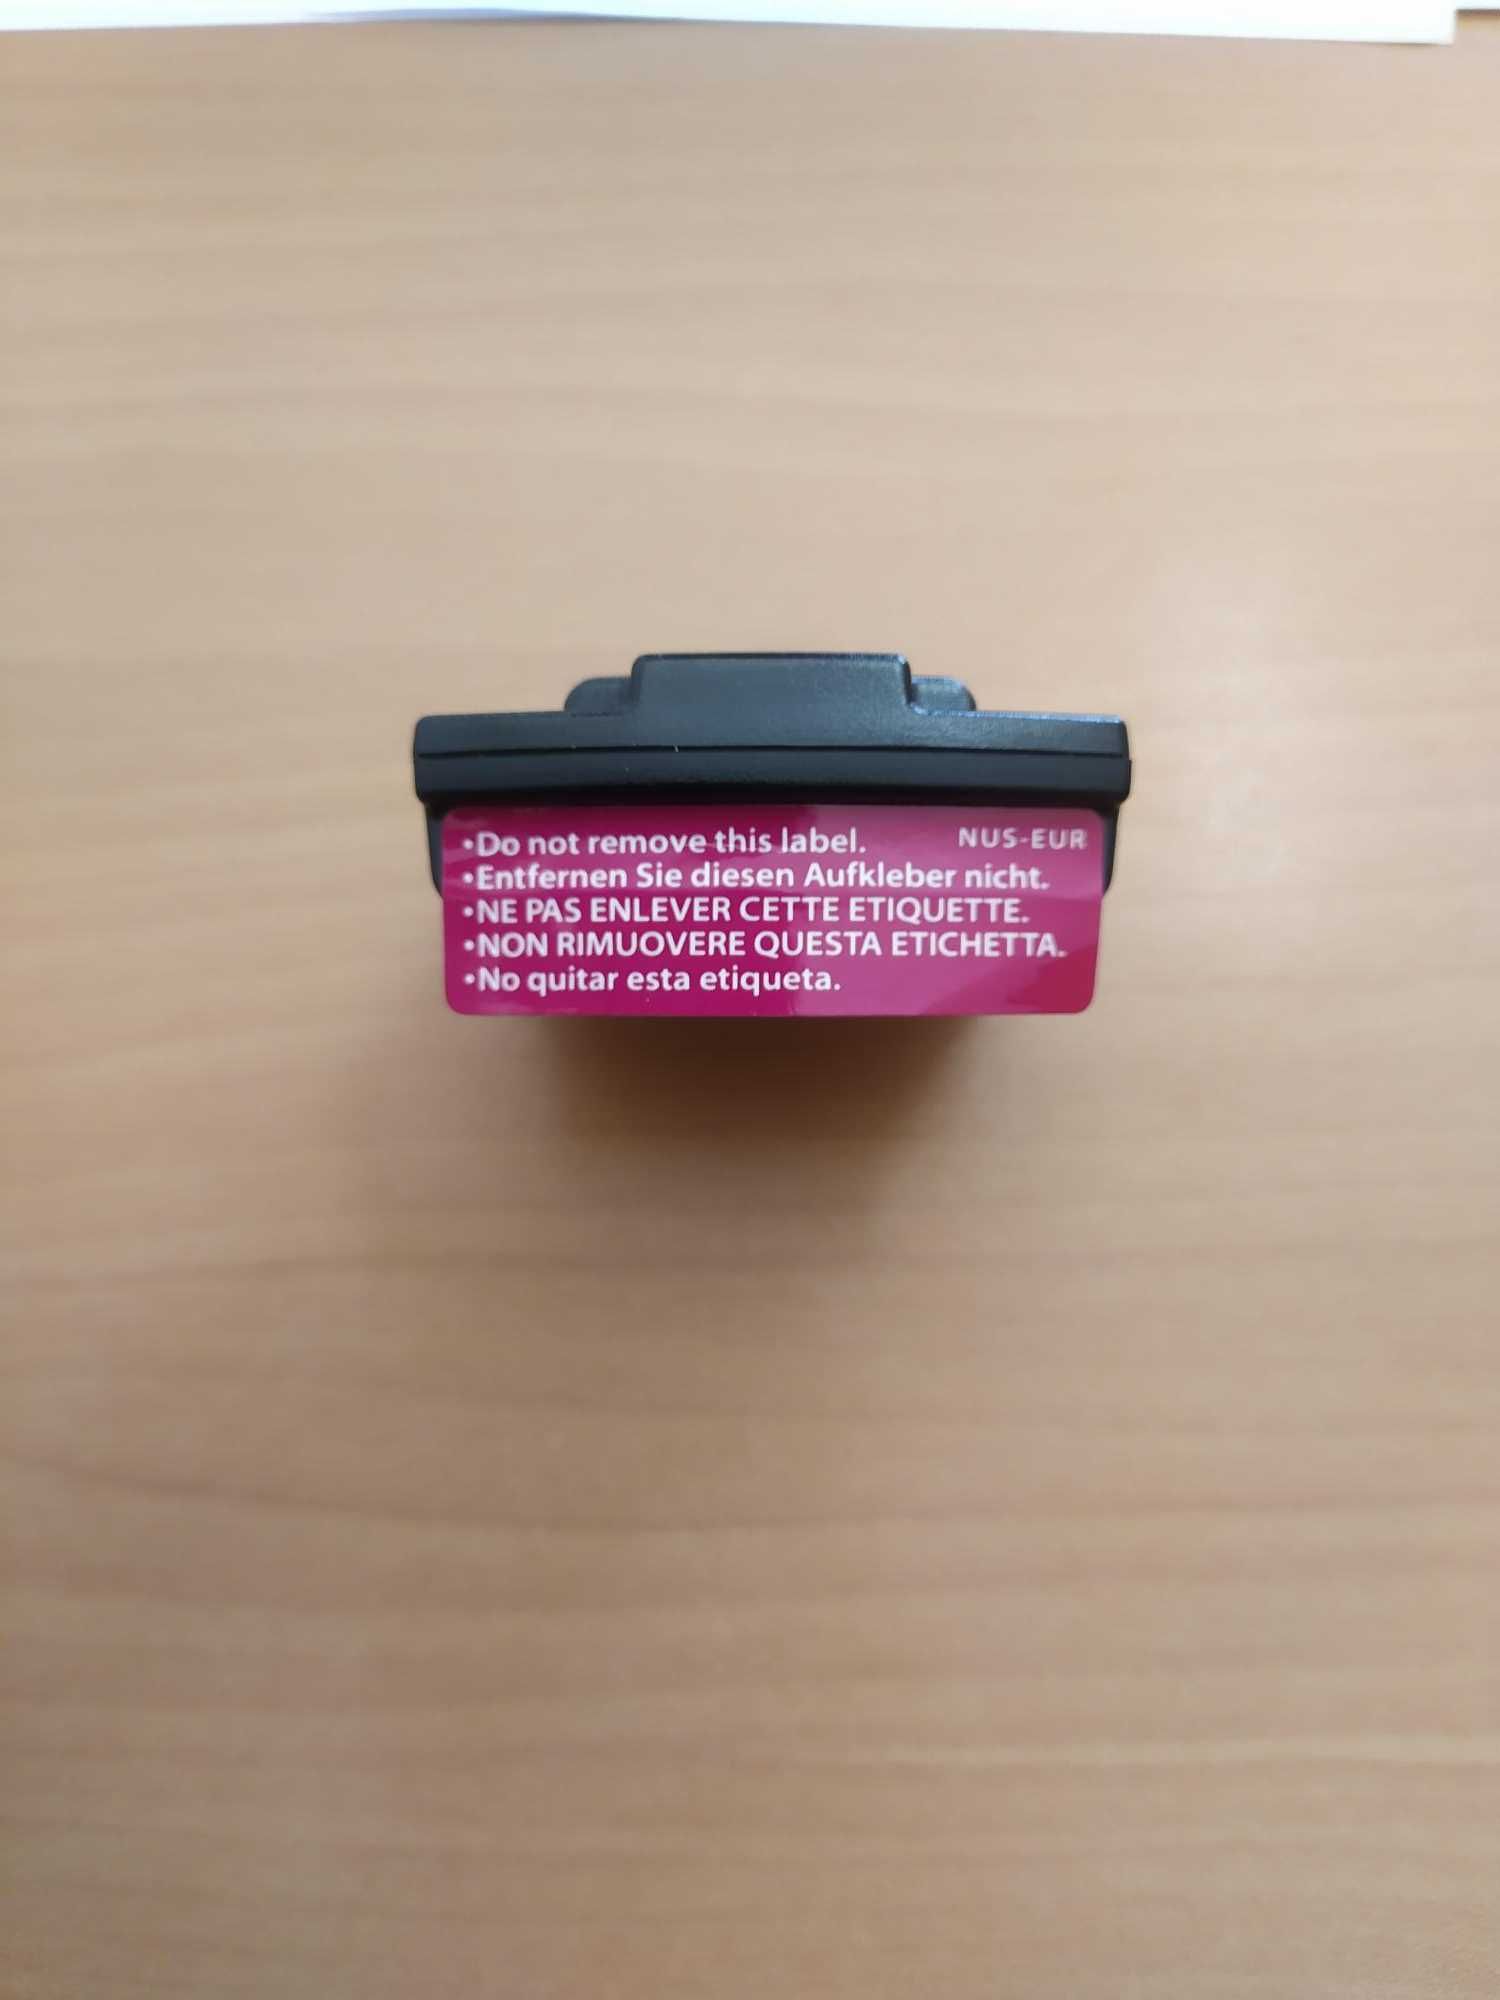 •Do not remove this label. NUS-EUR
•Entfernen Sie diesen Aufkleber nicht.
•NE PAS ENLEVER CETTE ETIQUETTE.
•NON RIMUOVERE QUESTA ETICHETTA.
•No quitar esta etiqueta.